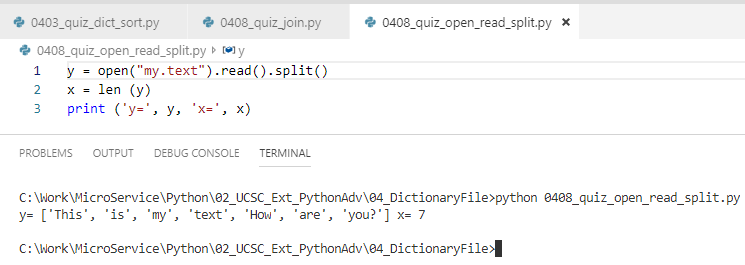 0403_quiz_dict_sort.py 0408_quiz_join.py 0408_quiz_open_read_split.py ×
0408_quiz_open_read_split.py ▷ y
1 y = open("my.text").read().split()
2 x = len (y)
3 print ('y=', y, 'x=', x)
PROBLEMS OUTPUT DEBUG CONSOLE TERMINAL
C:\Work\MicroService\Python\02_UCSC_Ext_PythonAdv\04_DictionaryFile>python 0408_quiz_open_read_split.py
y= ['This', 'is', 'my', 'text', 'How', 'are', 'you?'] x= 7
C:\Work\MicroService\Python\02_UCSC_Ext_PythonAdv\04_DictionaryFile>